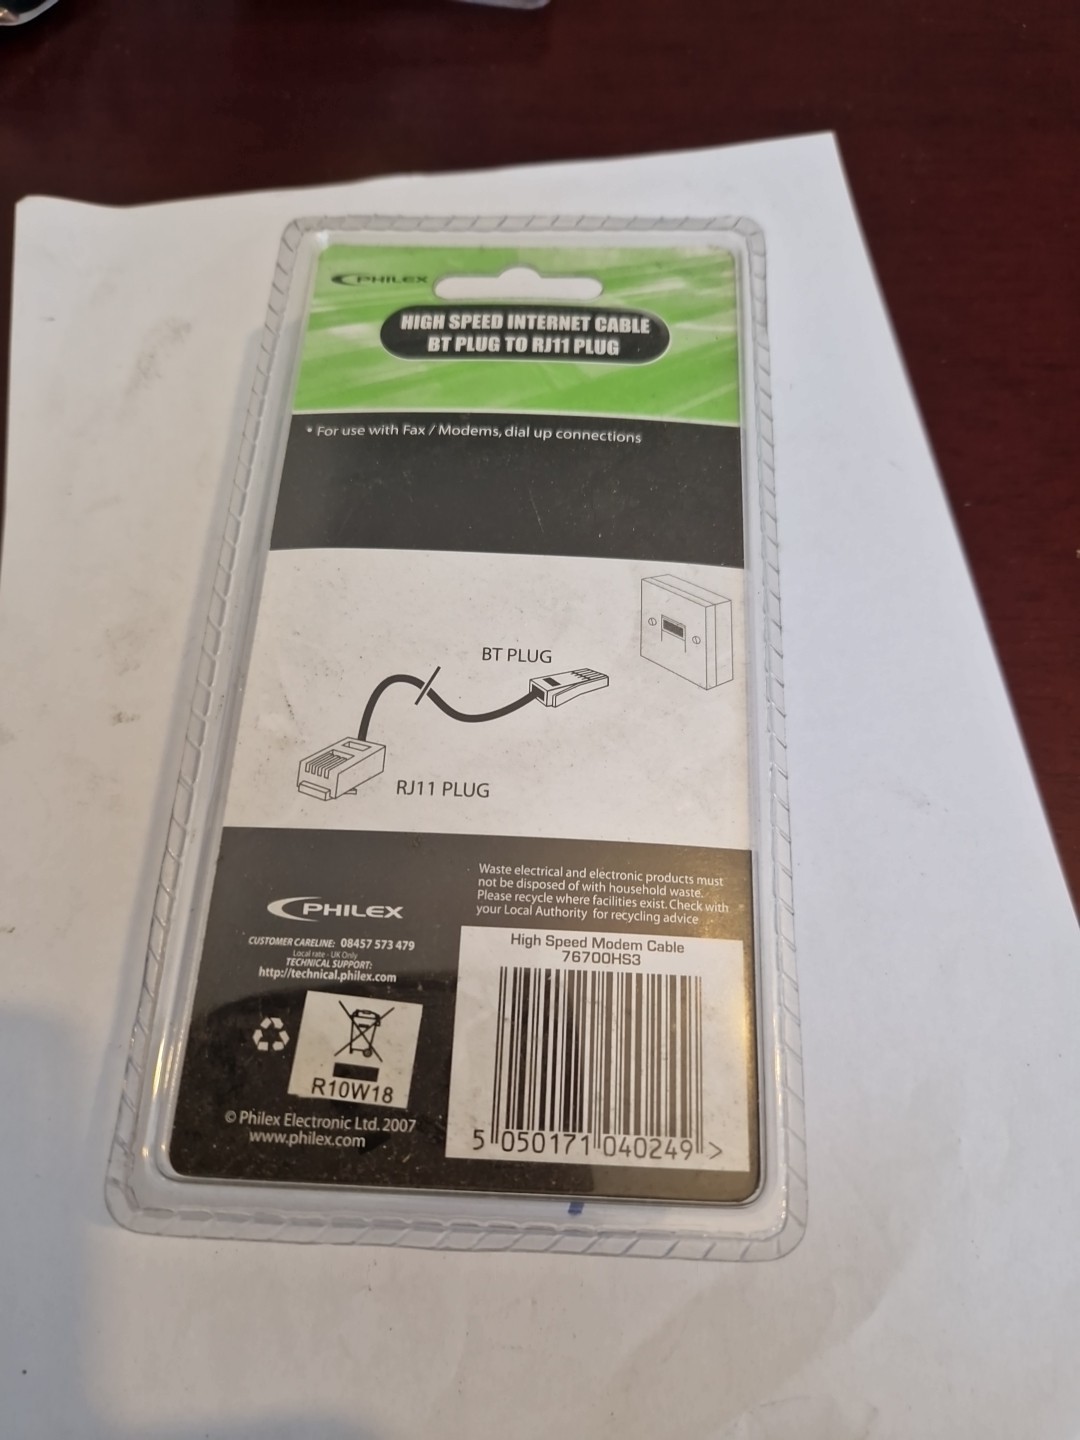 PHILEX
HIGH SPEED INTERNET CABLE
BT PLUG TO RJ11 PLUG
• For use with Fax / Modems, dial up connections
BT PLUG
RJ11 PLUG
Waste electrical and electronic products must
not be disposed of with household waste.
Please recycle where facilities exist. Check with
your Local Authority for recycling advice
PHILEX
CUSTOMER CARELINE: 08457 573 479
Local rate - UK Only
TECHNICAL SUPPORT:
http://technical.philex.com
High Speed Modem Cable
76700HS3
R10W18
© Philex Electronic Ltd. 2007
www.philex.com
5 050171 040249 >